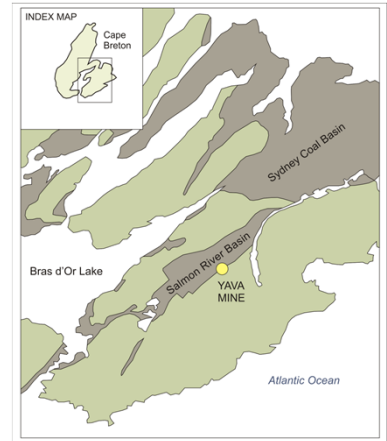 INDEX MAP
Cape
Breton
Sydney Coal Basin
Salmon River Basin
Bras d'Or Lake
YAVA
MINE
Atlantic Ocean